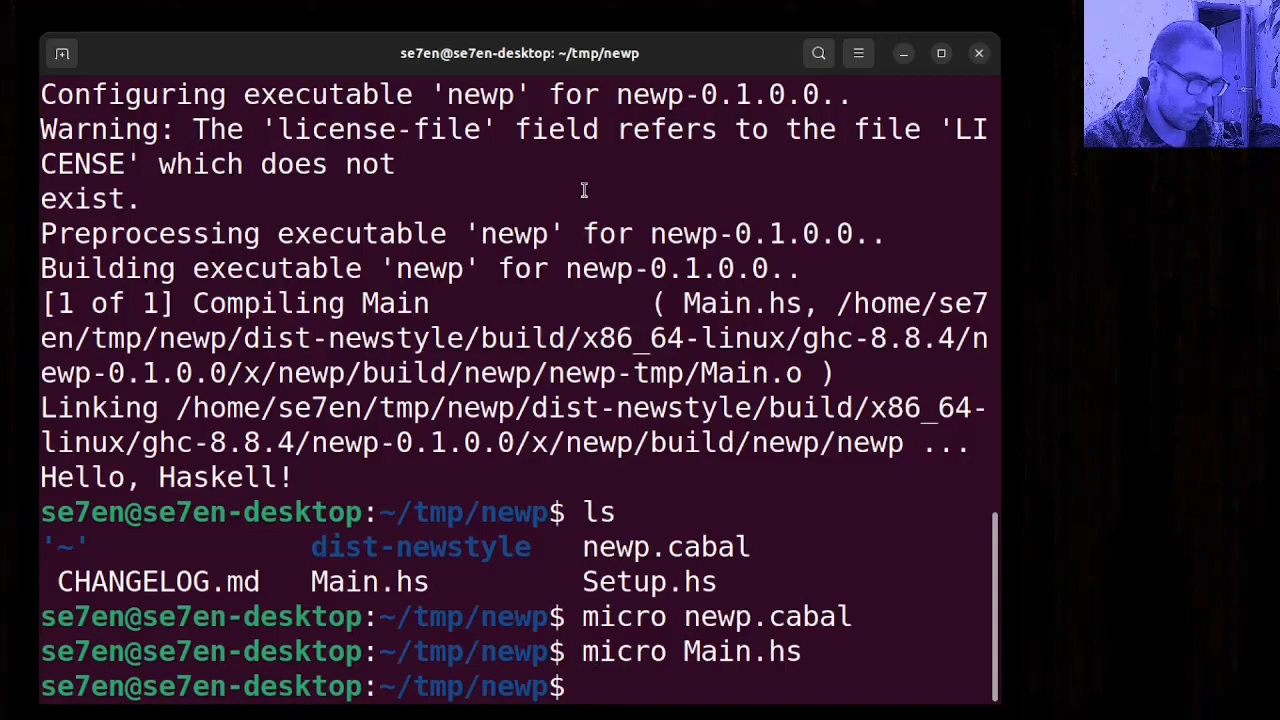 se7en@se7en-desktop: ~/tmp/newp
Configuring executable 'newp' for newp-0.1.0.0..
Warning: The 'license-file' field refers to the file 'LI
CENSE' which does not
exist.
Preprocessing executable 'newp' for newp-0.1.0.0..
Building executable 'newp' for newp-0.1.0.0..
[1 of 1] Compiling Main             ( Main.hs, /home/se7
en/tmp/newp/dist-newstyle/build/x86_64-linux/ghc-8.8.4/n
ewp-0.1.0.0/x/newp/build/newp/newp-tmp/Main.o )
Linking /home/se7en/tmp/newp/dist-newstyle/build/x86_64-
linux/ghc-8.8.4/newp-0.1.0.0/x/newp/build/newp/newp ...
Hello, Haskell!
se7en@se7en-desktop:~/tmp/newp$ ls
'~'             dist-newstyle   newp.cabal
 CHANGELOG.md   Main.hs         Setup.hs
se7en@se7en-desktop:~/tmp/newp$ micro newp.cabal
se7en@se7en-desktop:~/tmp/newp$ micro Main.hs
se7en@se7en-desktop:~/tmp/newp$